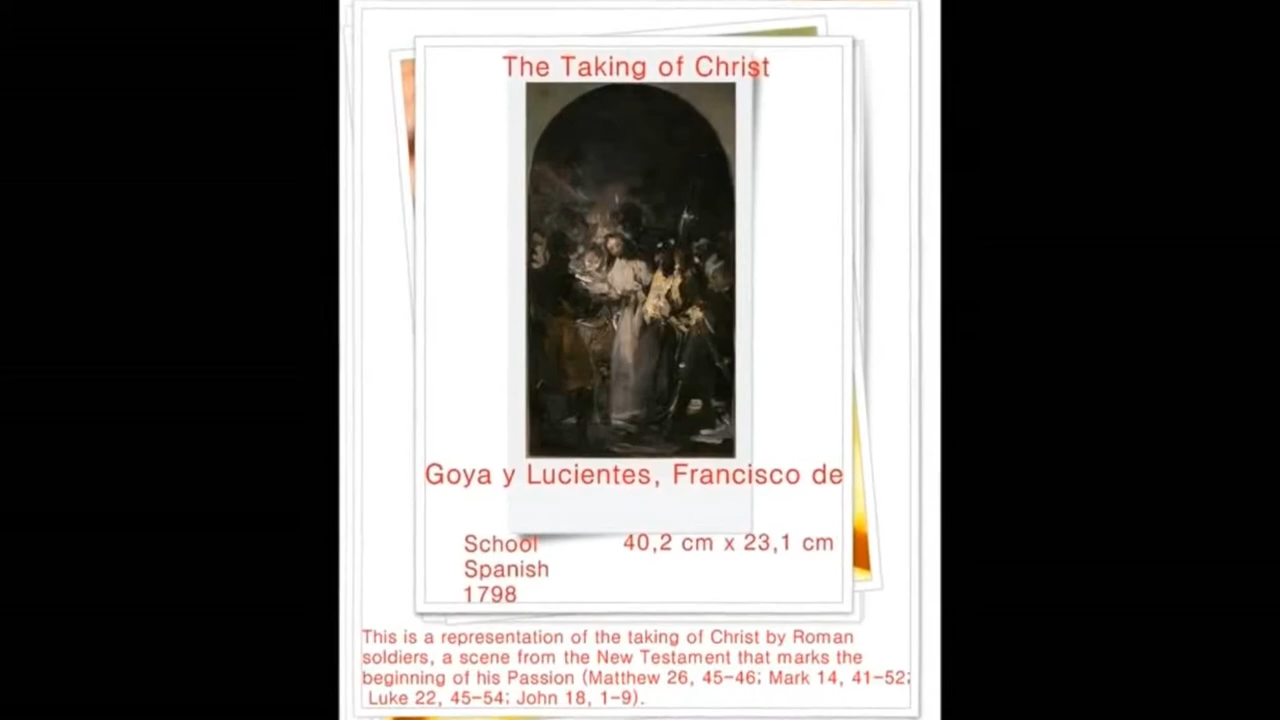 The Taking of Christ
Goya y Lucientes, Francisco de
School 40,2 cm x 23,1 cm
Spanish
1798
This is a representation of the taking of Christ by Roman
soldiers, a scene from the New Testament that marks the
beginning of his Passion (Matthew 26, 45-46; Mark 14, 41-52;
Luke 22, 45-54; John 18, 1-9).